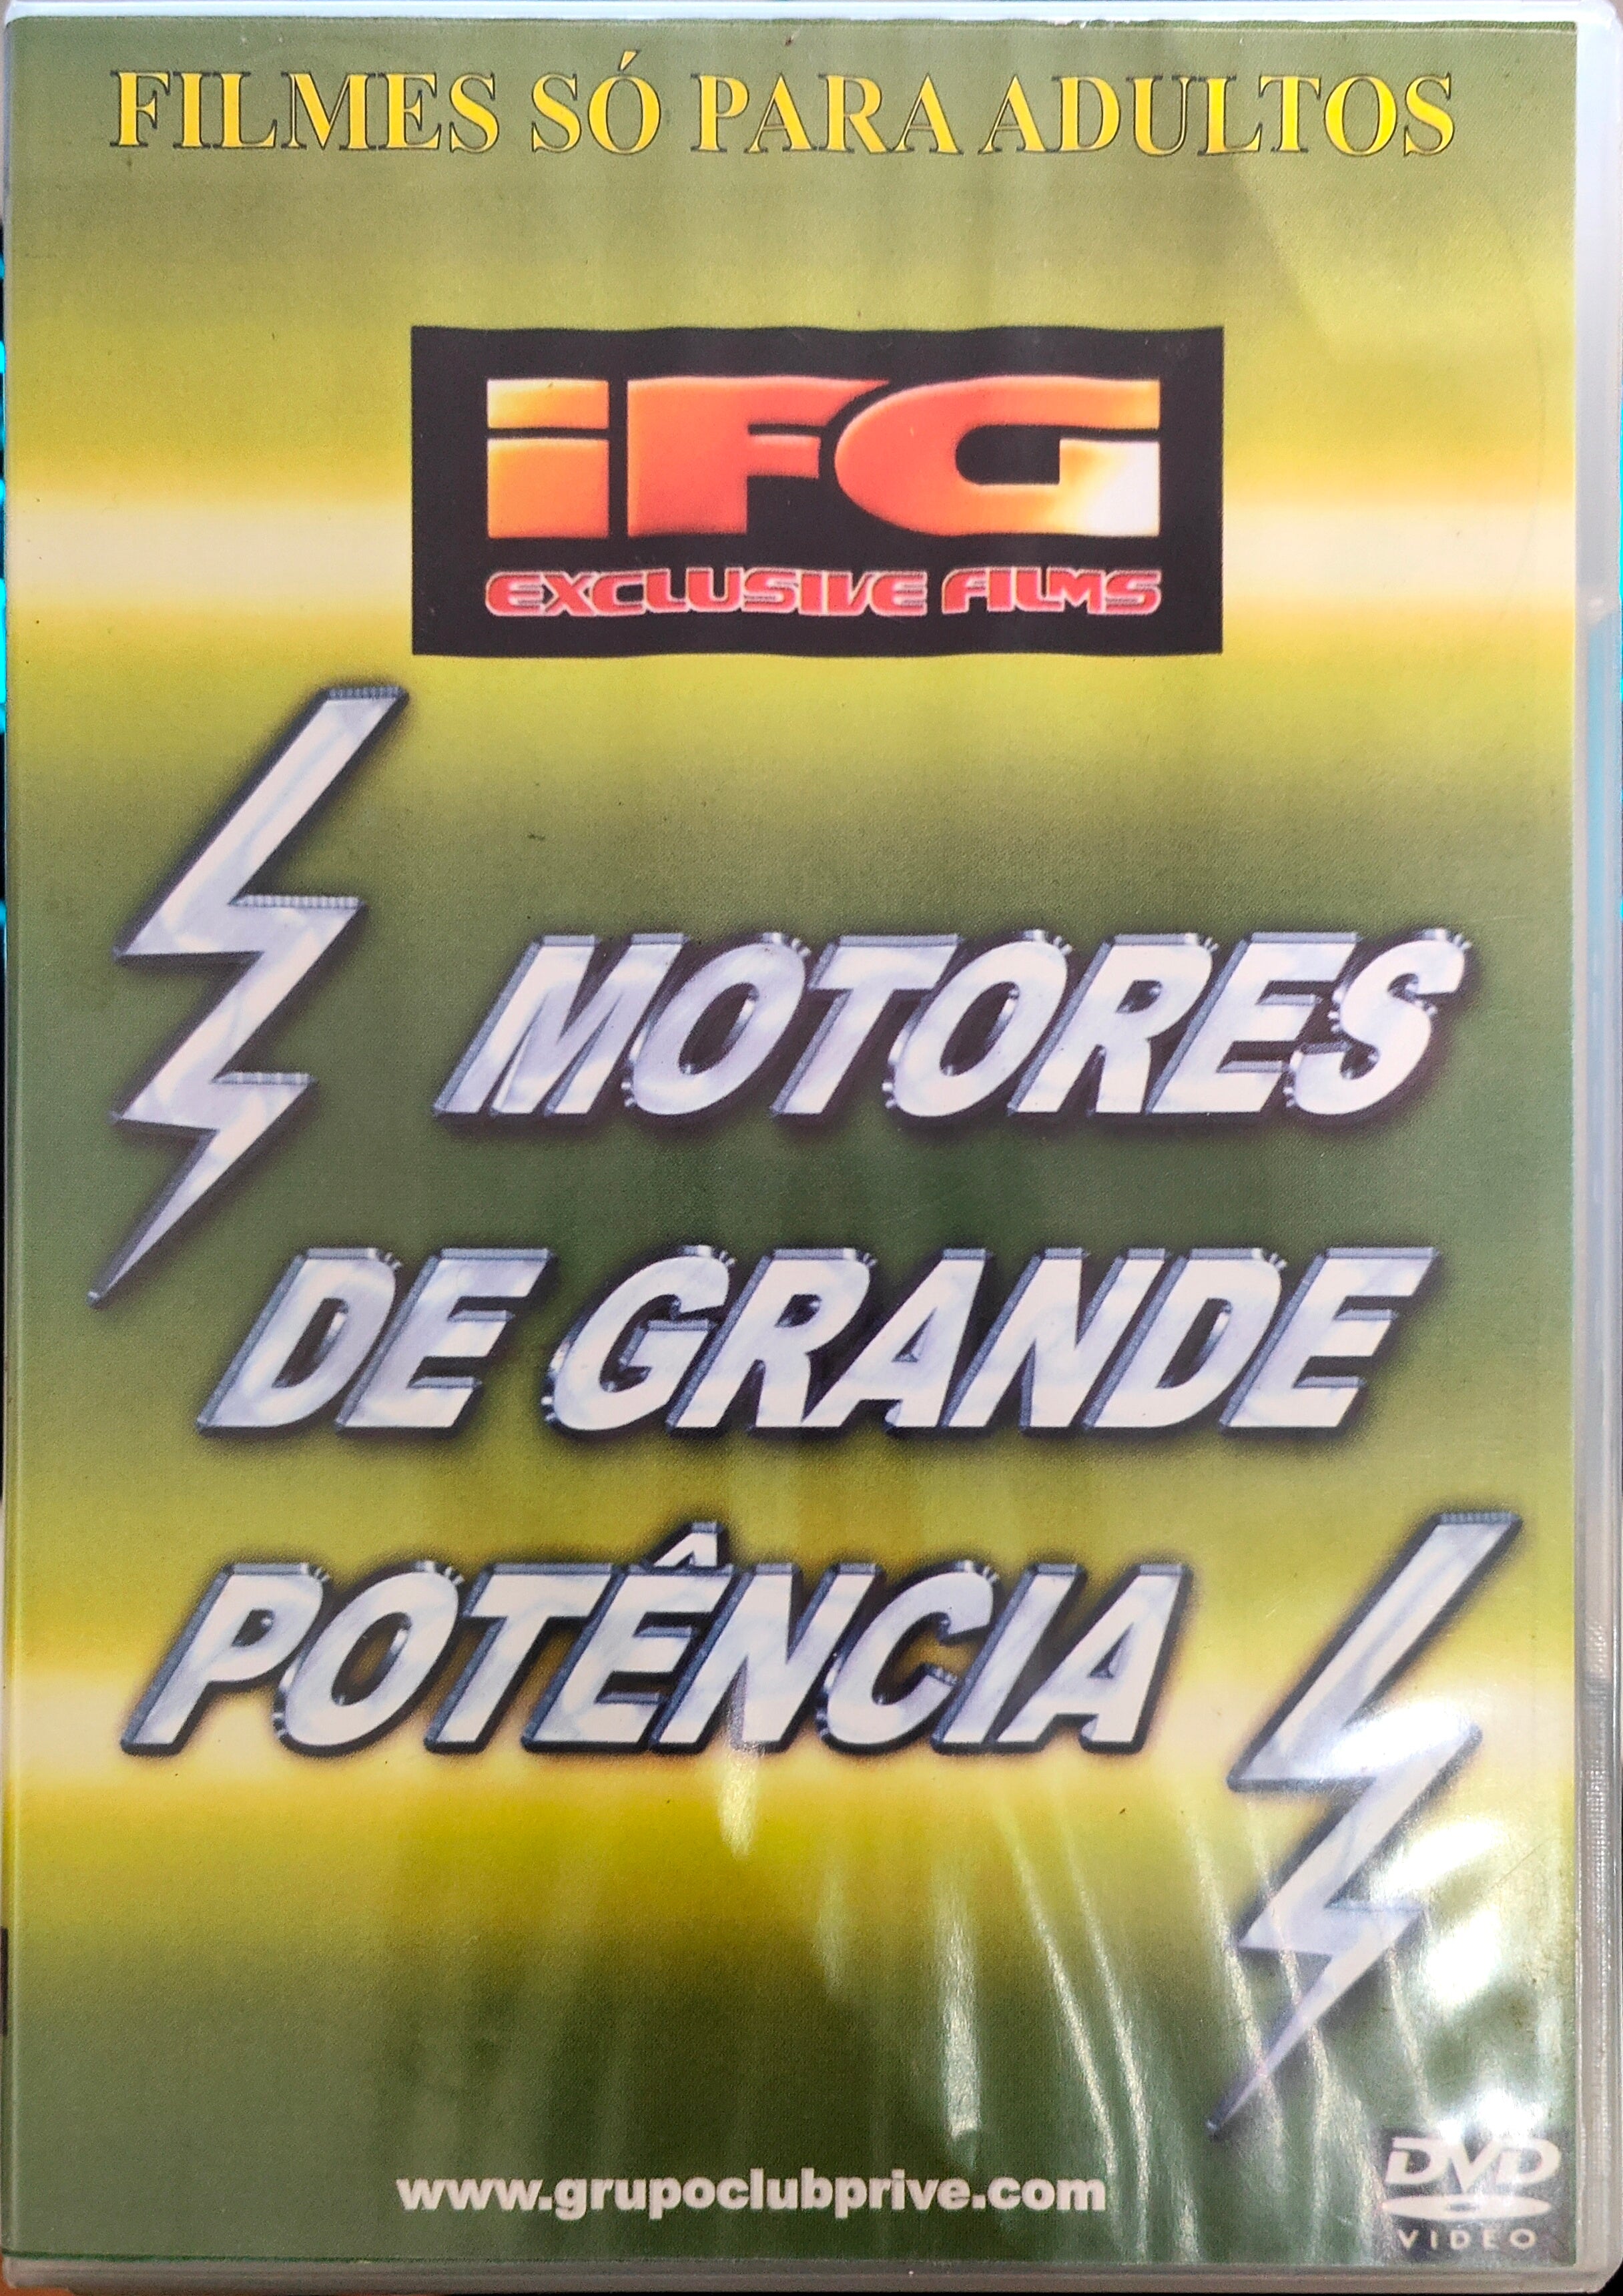 FILMES SÓ PARA ADULTOS
iFG
EXCLUSIVE FILMS
MOTORES
DE GRANDE
POTÊNCIA
www.grupoclubprive.com
DVD
VIDEO